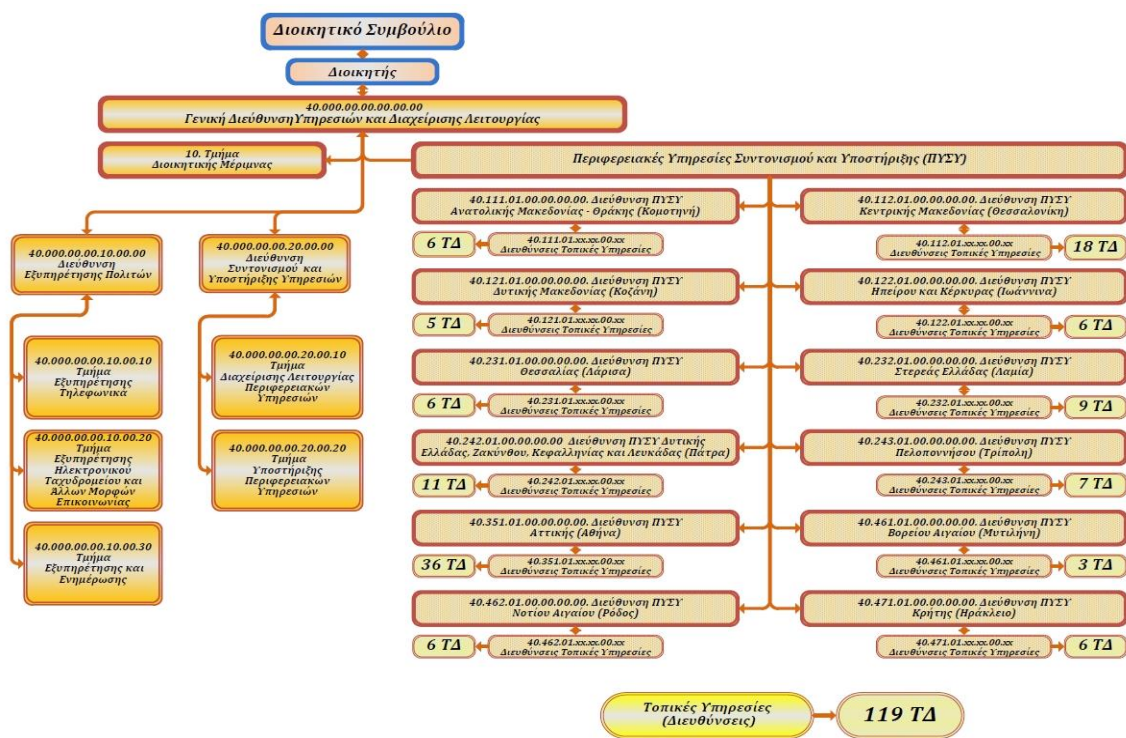 Διοικητικό Συμβούλιο
Διοικητής
40.000.00.00.00.00.00
Γενική ΔιεύθυνσηΥπηρεσιών και Διαχείρισης Λειτουργίας
10. Τμήμα
Διοικητικής Μέριμνας
Περιφερειακές Υπηρεσίες Συντονισμού και Υποστήριξης (ΠΥΣΥ)
40.000.00.00.10.00.00
Διεύθυνση
Εξυπηρέτησης Πολιτών
40.000.00.00.20.00.00
Διεύθυνση
Συντονισμού και
Υποστήριξης Υπηρεσιών
40.000.00.00.10.00.10
Τμήμα
Εξυπηρέτησης
Τηλεφωνικά
40.000.00.00.10.00.20
Τμήμα
Εξυπηρέτησης
Ηλεκτρονικού
Ταχυδρομείου και
Άλλων Μορφών
Επικοινωνίας
40.000.00.00.10.00.30
Τμήμα
Εξυπηρέτησης και
Ενημέρωσης
40.000.00.00.20.00.10
Τμήμα
Διαχείρισης Λειτουργίας
Περιφερειακών
Υπηρεσιών
40.000.00.00.20.00.20
Τμήμα
Υποστήριξης
Περιφερειακών
Υπηρεσιών
40.111.01.00.00.00.00. Διεύθυνση ΠΥΣΥ
Ανατολικής Μακεδονίας - Θράκης (Κομοτηνή)
6 ΤΔ
40.111.01.xx.xx.00.xx
Διευθύνσεις Τοπικές Υπηρεσίες
40.112.01.00.00.00.00. Διεύθυνση ΠΥΣΥ
Κεντρικής Μακεδονίας (Θεσσαλονίκη)
40.112.01.xx.xx.00.xx
Διευθύνσεις Τοπικές Υπηρεσίες
18 ΤΔ
40.121.01.00.00.00.00. Διεύθυνση ΠΥΣΥ
Δυτικής Μακεδονίας (Κοζάνη)
5 ΤΔ
40.121.01.xx.xx.00.xx
Διευθύνσεις Τοπικές Υπηρεσίες
40.122.01.00.00.00.00. Διεύθυνση ΠΥΣΥ
Ηπείρου και Κέρκυρας (Ιωάννινα)
40.122.01.xx.xx.00.xx
Διευθύνσεις Τοπικές Υπηρεσίες
6 ΤΔ
40.231.01.00.00.00.00. Διεύθυνση ΠΥΣΥ
Θεσσαλίας (Λάρισα)
6 ΤΔ
40.231.01.xx.xx.00.xx
Διευθύνσεις Τοπικές Υπηρεσίες
40.232.01.00.00.00.00. Διεύθυνση ΠΥΣΥ
Στερεάς Ελλάδας (Λαμία)
40.232.01.xx.xx.00.xx
Διευθύνσεις Τοπικές Υπηρεσίες
9 ΤΔ
40.242.01.00.00.00.00 Διεύθυνση ΠΥΣΥ Δυτικής
Ελλάδας, Ζακύνθου, Κεφαλληνίας και Λευκάδας (Πάτρα)
11 ΤΔ
40.242.01.xx.xx.00.xx
Διευθύνσεις Τοπικές Υπηρεσίες
40.243.01.00.00.00.00. Διεύθυνση ΠΥΣΥ
Πελοποννήσου (Τρίπολη)
40.243.01.xx.xx.00.xx
Διευθύνσεις Τοπικές Υπηρεσίες
7 ΤΔ
40.351.01.00.00.00.00. Διεύθυνση ΠΥΣΥ
Αττικής (Αθήνα)
36 ΤΔ
40.351.01.xx.xx.00.xx
Διευθύνσεις Τοπικές Υπηρεσίες
40.461.01.00.00.00.00. Διεύθυνση ΠΥΣΥ
Βορείου Αιγαίου (Μυτιλήνη)
40.461.01.xx.xx.00.xx
Διευθύνσεις Τοπικές Υπηρεσίες
3 ΤΔ
40.462.01.00.00.00.00. Διεύθυνση ΠΥΣΥ
Νοτίου Αιγαίου (Ρόδος)
6 ΤΔ
40.462.01.xx.xx.00.xx
Διευθύνσεις Τοπικές Υπηρεσίες
40.471.01.00.00.00.00. Διεύθυνση ΠΥΣΥ
Κρήτης (Ηράκλειο)
40.471.01.xx.xx.00.xx
Διευθύνσεις Τοπικές Υπηρεσίες
6 ΤΔ
Τοπικές Υπηρεσίες
(Διευθύνσεις)
119 ΤΔ